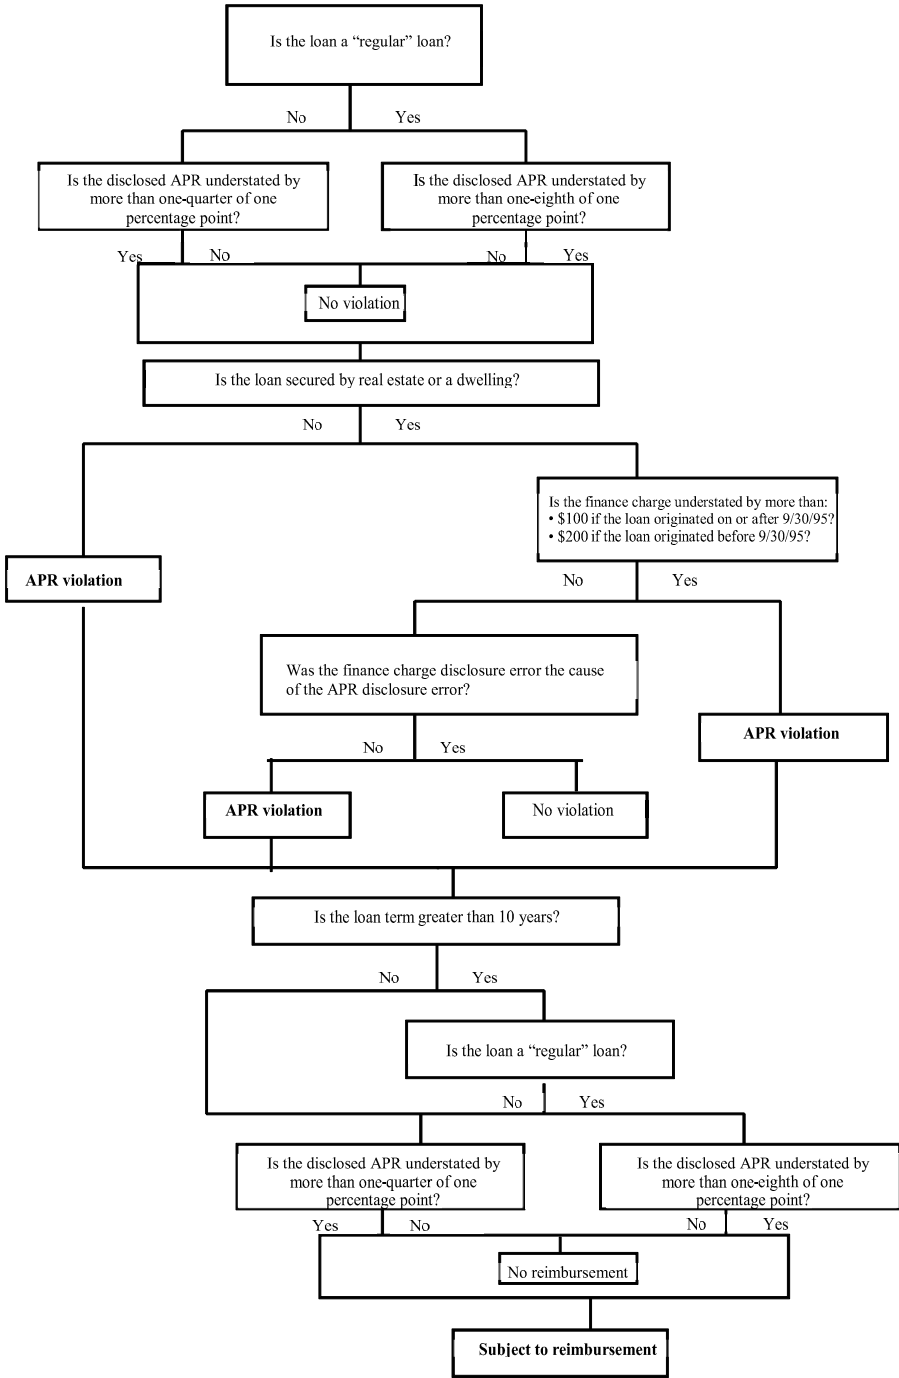 Is the loan a “regular” loan?
No
Yes
Is the disclosed APR understated by
more than one-quarter of one
percentage point?
Is the disclosed APR understated by
more than one-eighth of one
percentage point?
Yes
No
No
Yes
No violation
Is the loan secured by real estate or a dwelling?
No
Yes
Is the finance charge understated by more than:
• $100 if the loan originated on or after 9/30/95?
• $200 if the loan originated before 9/30/95?
APR violation
No
Yes
Was the finance charge disclosure error the cause
of the APR disclosure error?
APR violation
No
Yes
APR violation
No violation
Is the loan term greater than 10 years?
No
Yes
Is the loan a “regular” loan?
No
Yes
Is the disclosed APR understated by
more than one-quarter of one
percentage point?
Is the disclosed APR understated by
more than one-eighth of one
percentage point?
Yes
No
No
Yes
No reimbursement
Subject to reimbursement